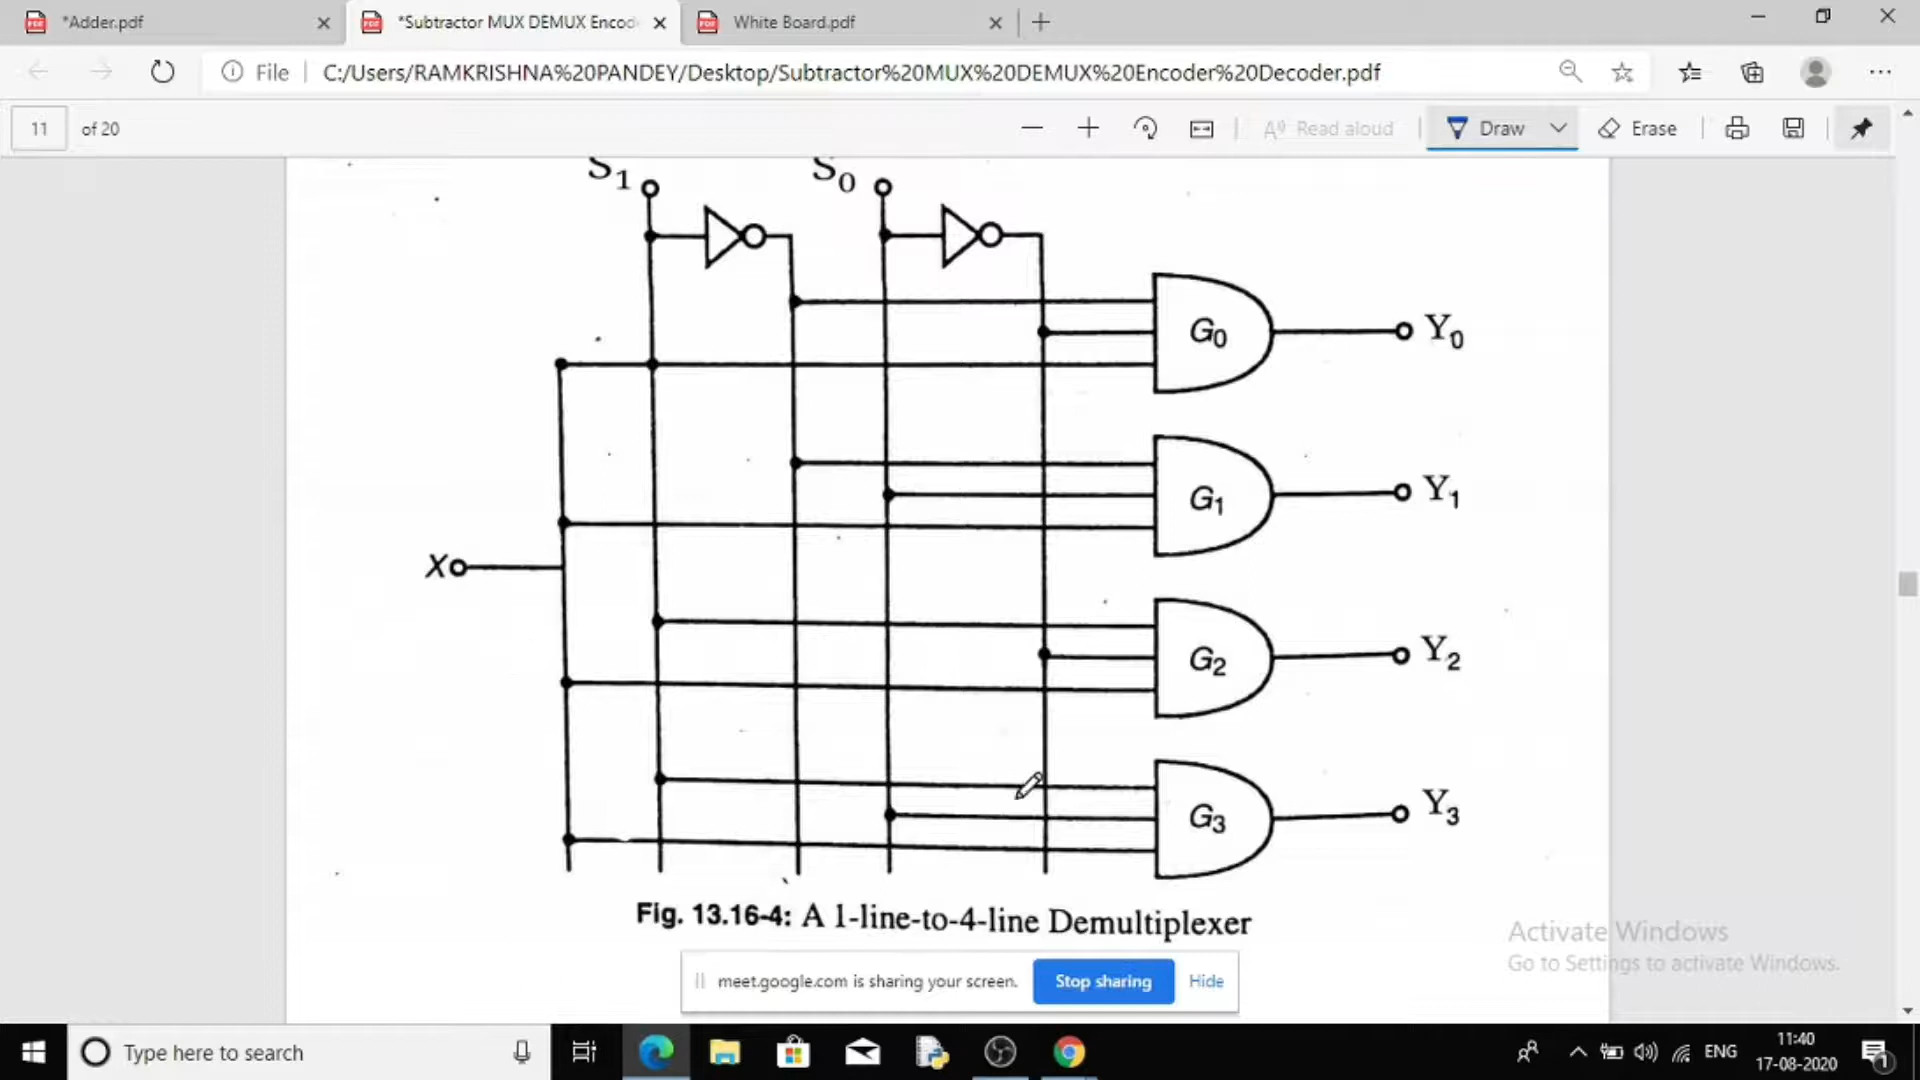 *Adder.pdf
*Subtractor MUX DEMUX Encod
White Board.pdf
File
C:/Users/RAMKRISHNA%20PANDEY/Desktop/Subtractor%20MUX%20DEMUX%20Encoder%20Decoder.pdf
11 of 20
Read aloud
Draw
Erase
S1
S0
G0
Y0
G1
Y1
X
G2
Y2
G3
Y3
Fig. 13.16-4: A 1-line-to-4-line Demultiplexer
Activate Windows
Go to Settings to activate Windows.
meet.google.com is sharing your screen.
Stop sharing
Hide
Type here to search
ENG
11:40
17-08-2020
1